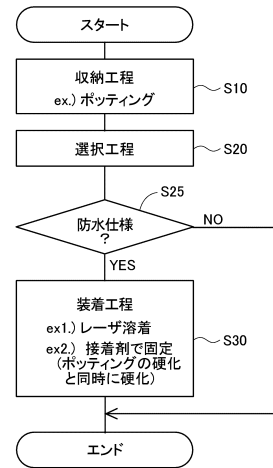 スタート
収納工程
ex.) ポッティング
S10
選択工程
S20
S25
防水仕様
?
NO
YES
装着工程
ex1.) レーザ溶着
ex2.) 接着剤で固定
(ポッティングの硬化
と同時に硬化)
S30
エンド